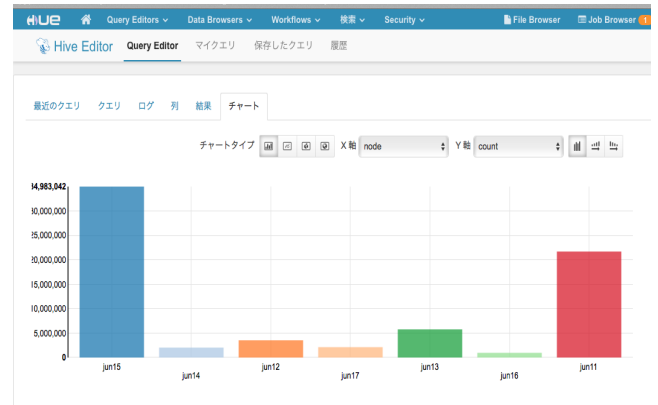 HUE Query Editors Data Browsers Workflows 検索 Security File Browser Job Browser 1
Hive Editor Query Editor マイクエリ 保存したクエリ 履歴
最近のクエリ クエリ ログ 列 結果 チャート
チャートタイプ X 軸 node Y 軸 count
34,983,042
30,000,000
25,000,000
20,000,000
15,000,000
10,000,000
5,000,000
0
jun15 jun14 jun12 jun17 jun13 jun16 jun11